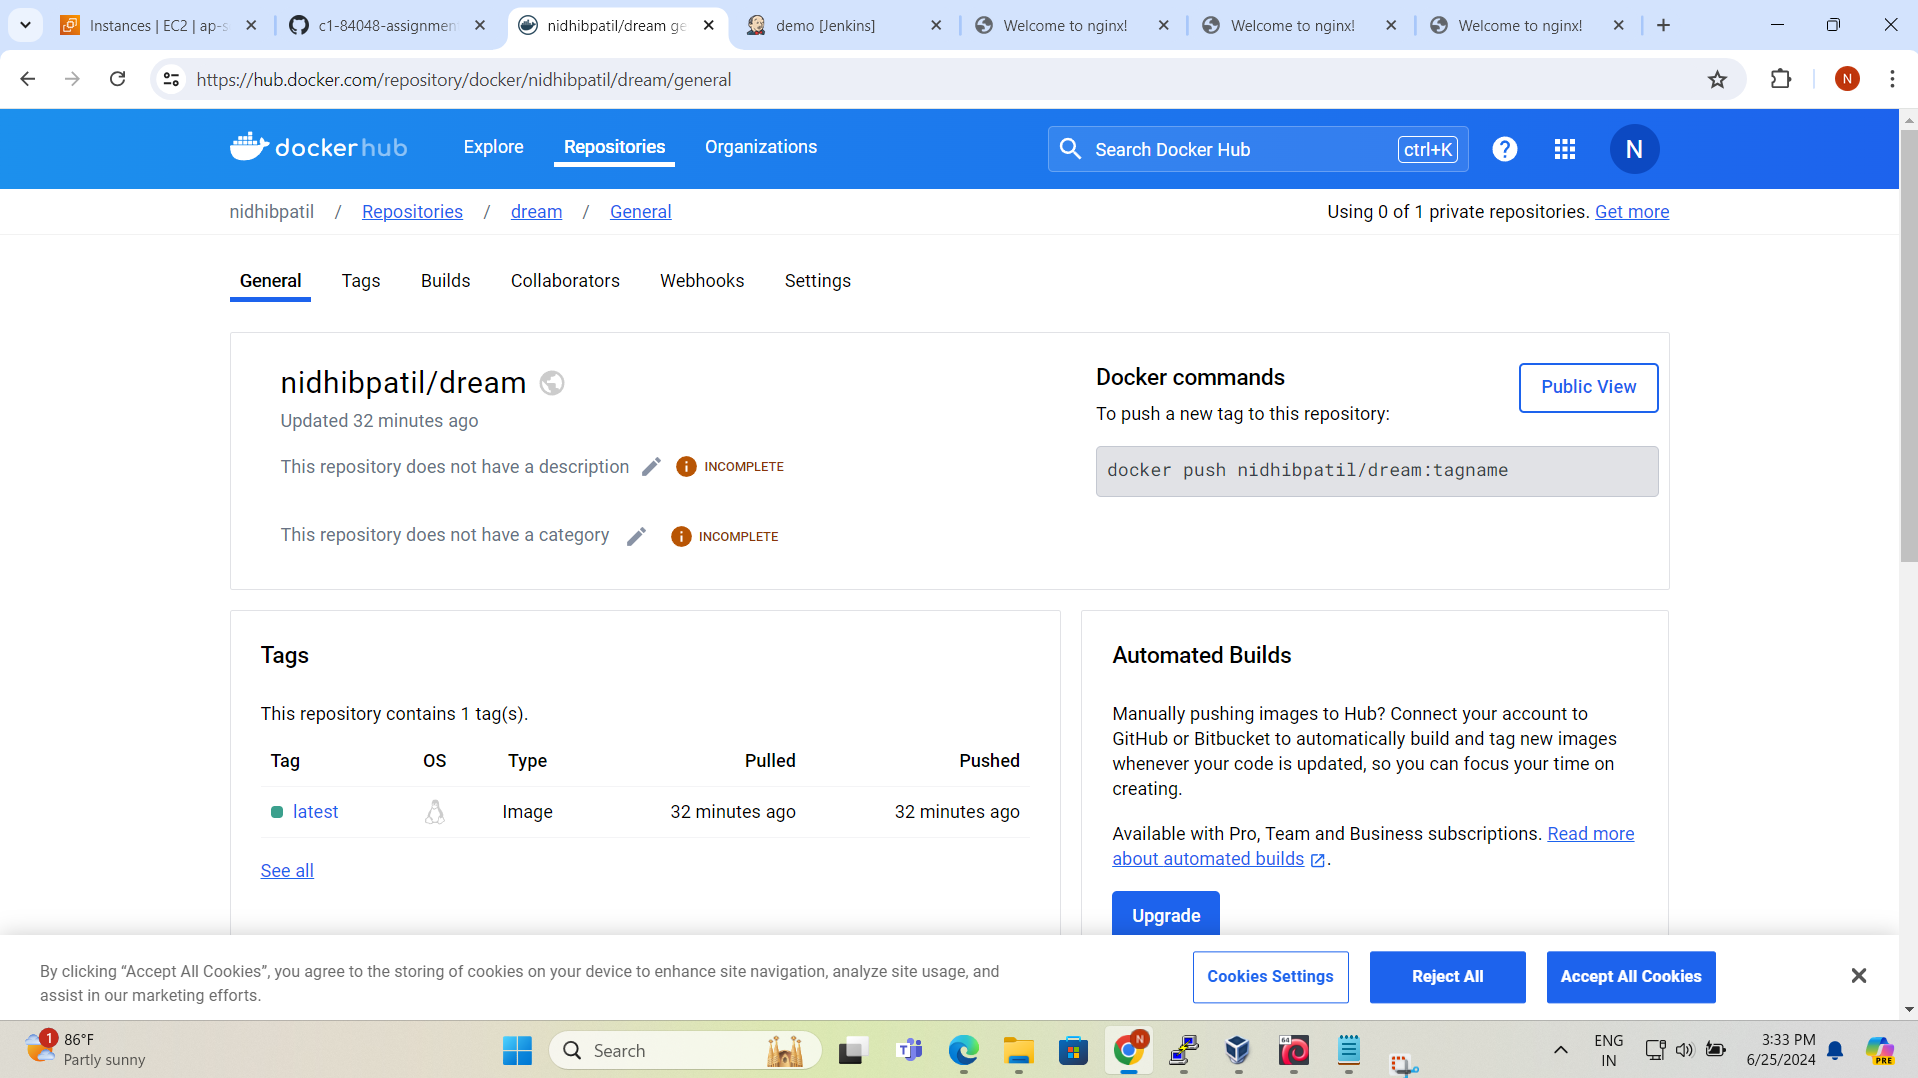 Instances | EC2 | ap-s
c1-84048-assignmen
nidhibpatil/dream ge
demo [Jenkins]
Welcome to nginx!
Welcome to nginx!
Welcome to nginx!
https://hub.docker.com/repository/docker/nidhibpatil/dream/general
N
dockerhub
Explore
Repositories
Organizations
Search Docker Hub
ctrl+K
?
N
nidhibpatil / Repositories / dream / General
Using 0 of 1 private repositories. Get more
General
Tags
Builds
Collaborators
Webhooks
Settings
nidhibpatil/dream
Updated 32 minutes ago
This repository does not have a description
INCOMPLETE
This repository does not have a category
INCOMPLETE
Docker commands
Public View
To push a new tag to this repository:
docker push nidhibpatil/dream:tagname
Tags
This repository contains 1 tag(s).
Tag OS Type Pulled Pushed
latest Image 32 minutes ago 32 minutes ago
See all
Automated Builds
Manually pushing images to Hub? Connect your account to
GitHub or Bitbucket to automatically build and tag new images
whenever your code is updated, so you can focus your time on
creating.
Available with Pro, Team and Business subscriptions. Read more
about automated builds .
Upgrade
By clicking “Accept All Cookies”, you agree to the storing of cookies on your device to enhance site navigation, analyze site usage, and
assist in our marketing efforts.
Cookies Settings
Reject All
Accept All Cookies
1
86°F
Partly sunny
Search
N
64
ENG
IN
3:33 PM
6/25/2024
PRE